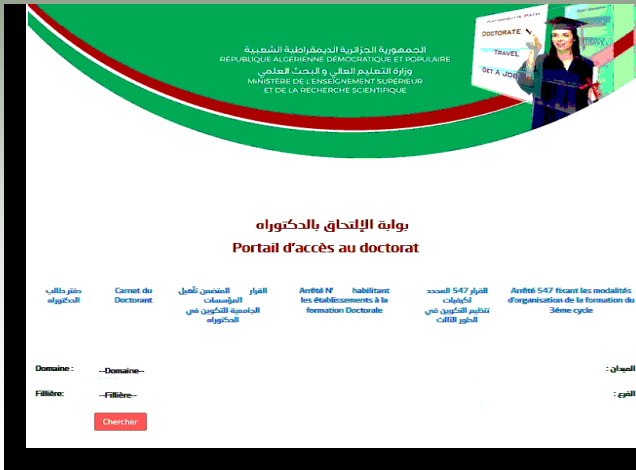 الجمهورية الجزائرية الديمقراطية الشعبية
RÉPUBLIQUE ALGÉRIENNE DÉMOCRATIQUE ET POPULAIRE
وزارة التعليم العالي و البحث العلمي
MINISTÈRE DE L'ENSEIGNEMENT SUPÉRIEUR
ET DE LA RECHERCHE SCIENTIFIQUE
DOCTORATE
TRAVEL
GET A JOB
بوابة الإلتحاق بالدكتوراه
Portail d'accès au doctorat
دفتر طالب
الدكتوراه
Carnet du
Doctorant
القرار المتضمن تأهيل
المؤسسات
الجامعية للتكوين في
الدكتوراه
Arrêté N° habilitant
les établissements à la
formation Doctorale
القرار 547 المحدد
لكيفيات
تنظيم التكوين في
الطور الثالث
Arrêté 547 fixant les modalités
d'organisation de la formation du
3éme cycle
Domaine : --Domaine-- الميدان :
Fillière: --Fillière-- الفرع :
Chercher